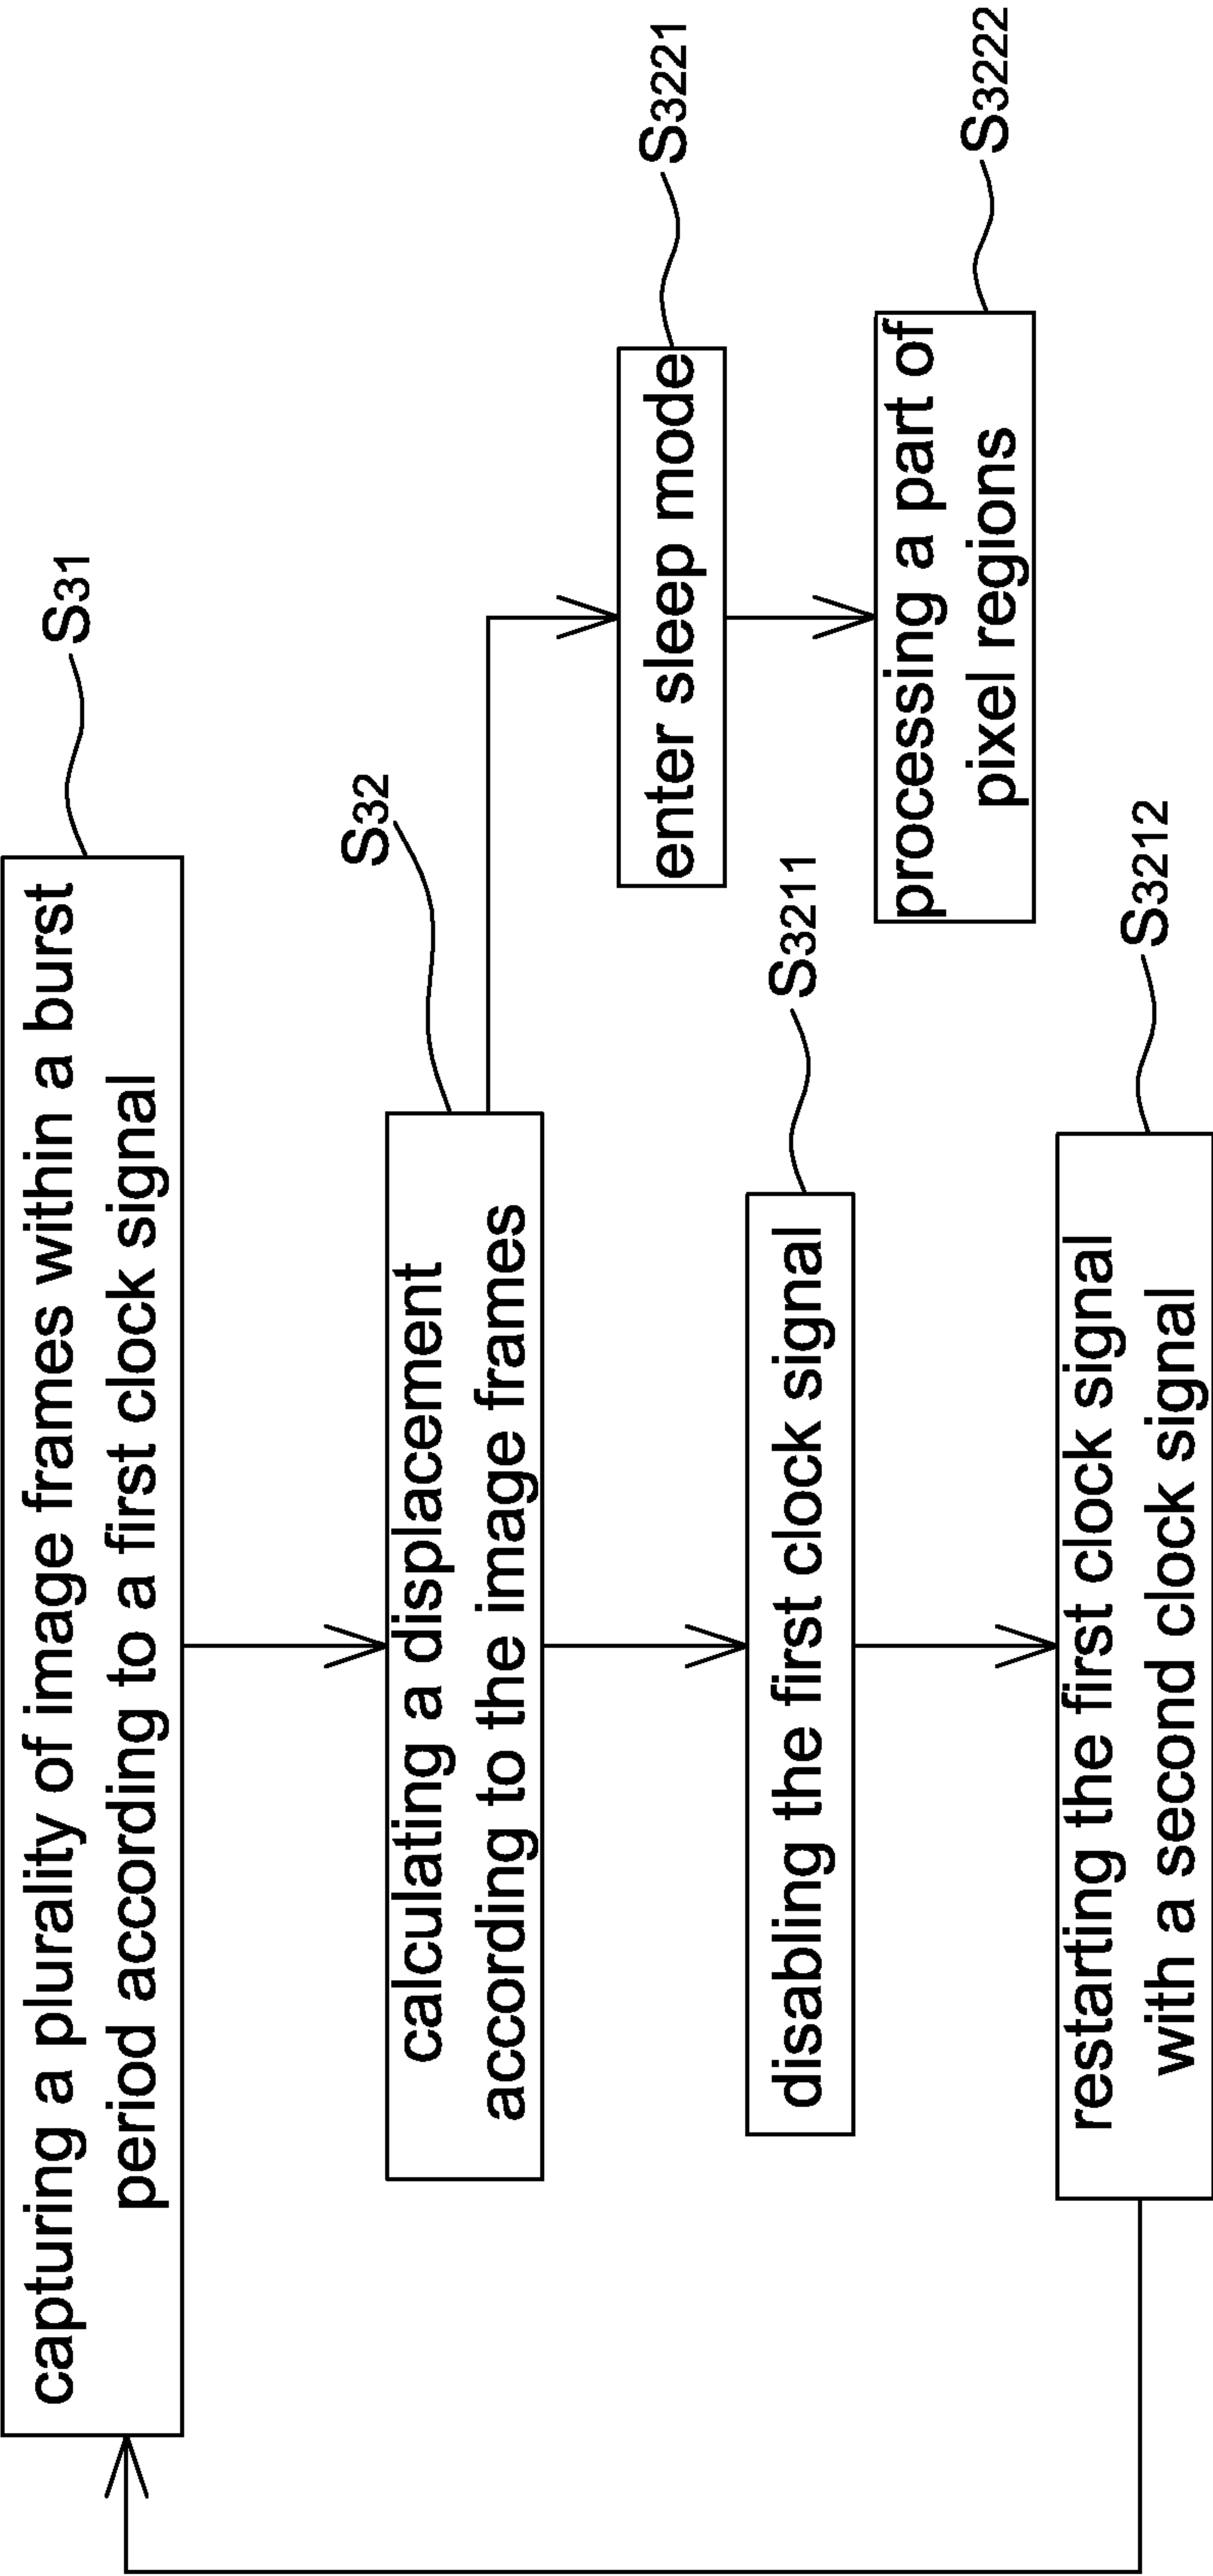 capturing a plurality of image frames within a burst
period according to a first clock signal
S31
calculating a displacement
according to the image frames
S32
enter sleep mode
S3221
disabling the first clock signal
S3211
processing a part of
pixel regions
S3222
restarting the first clock signal
with a second clock signal
S3212